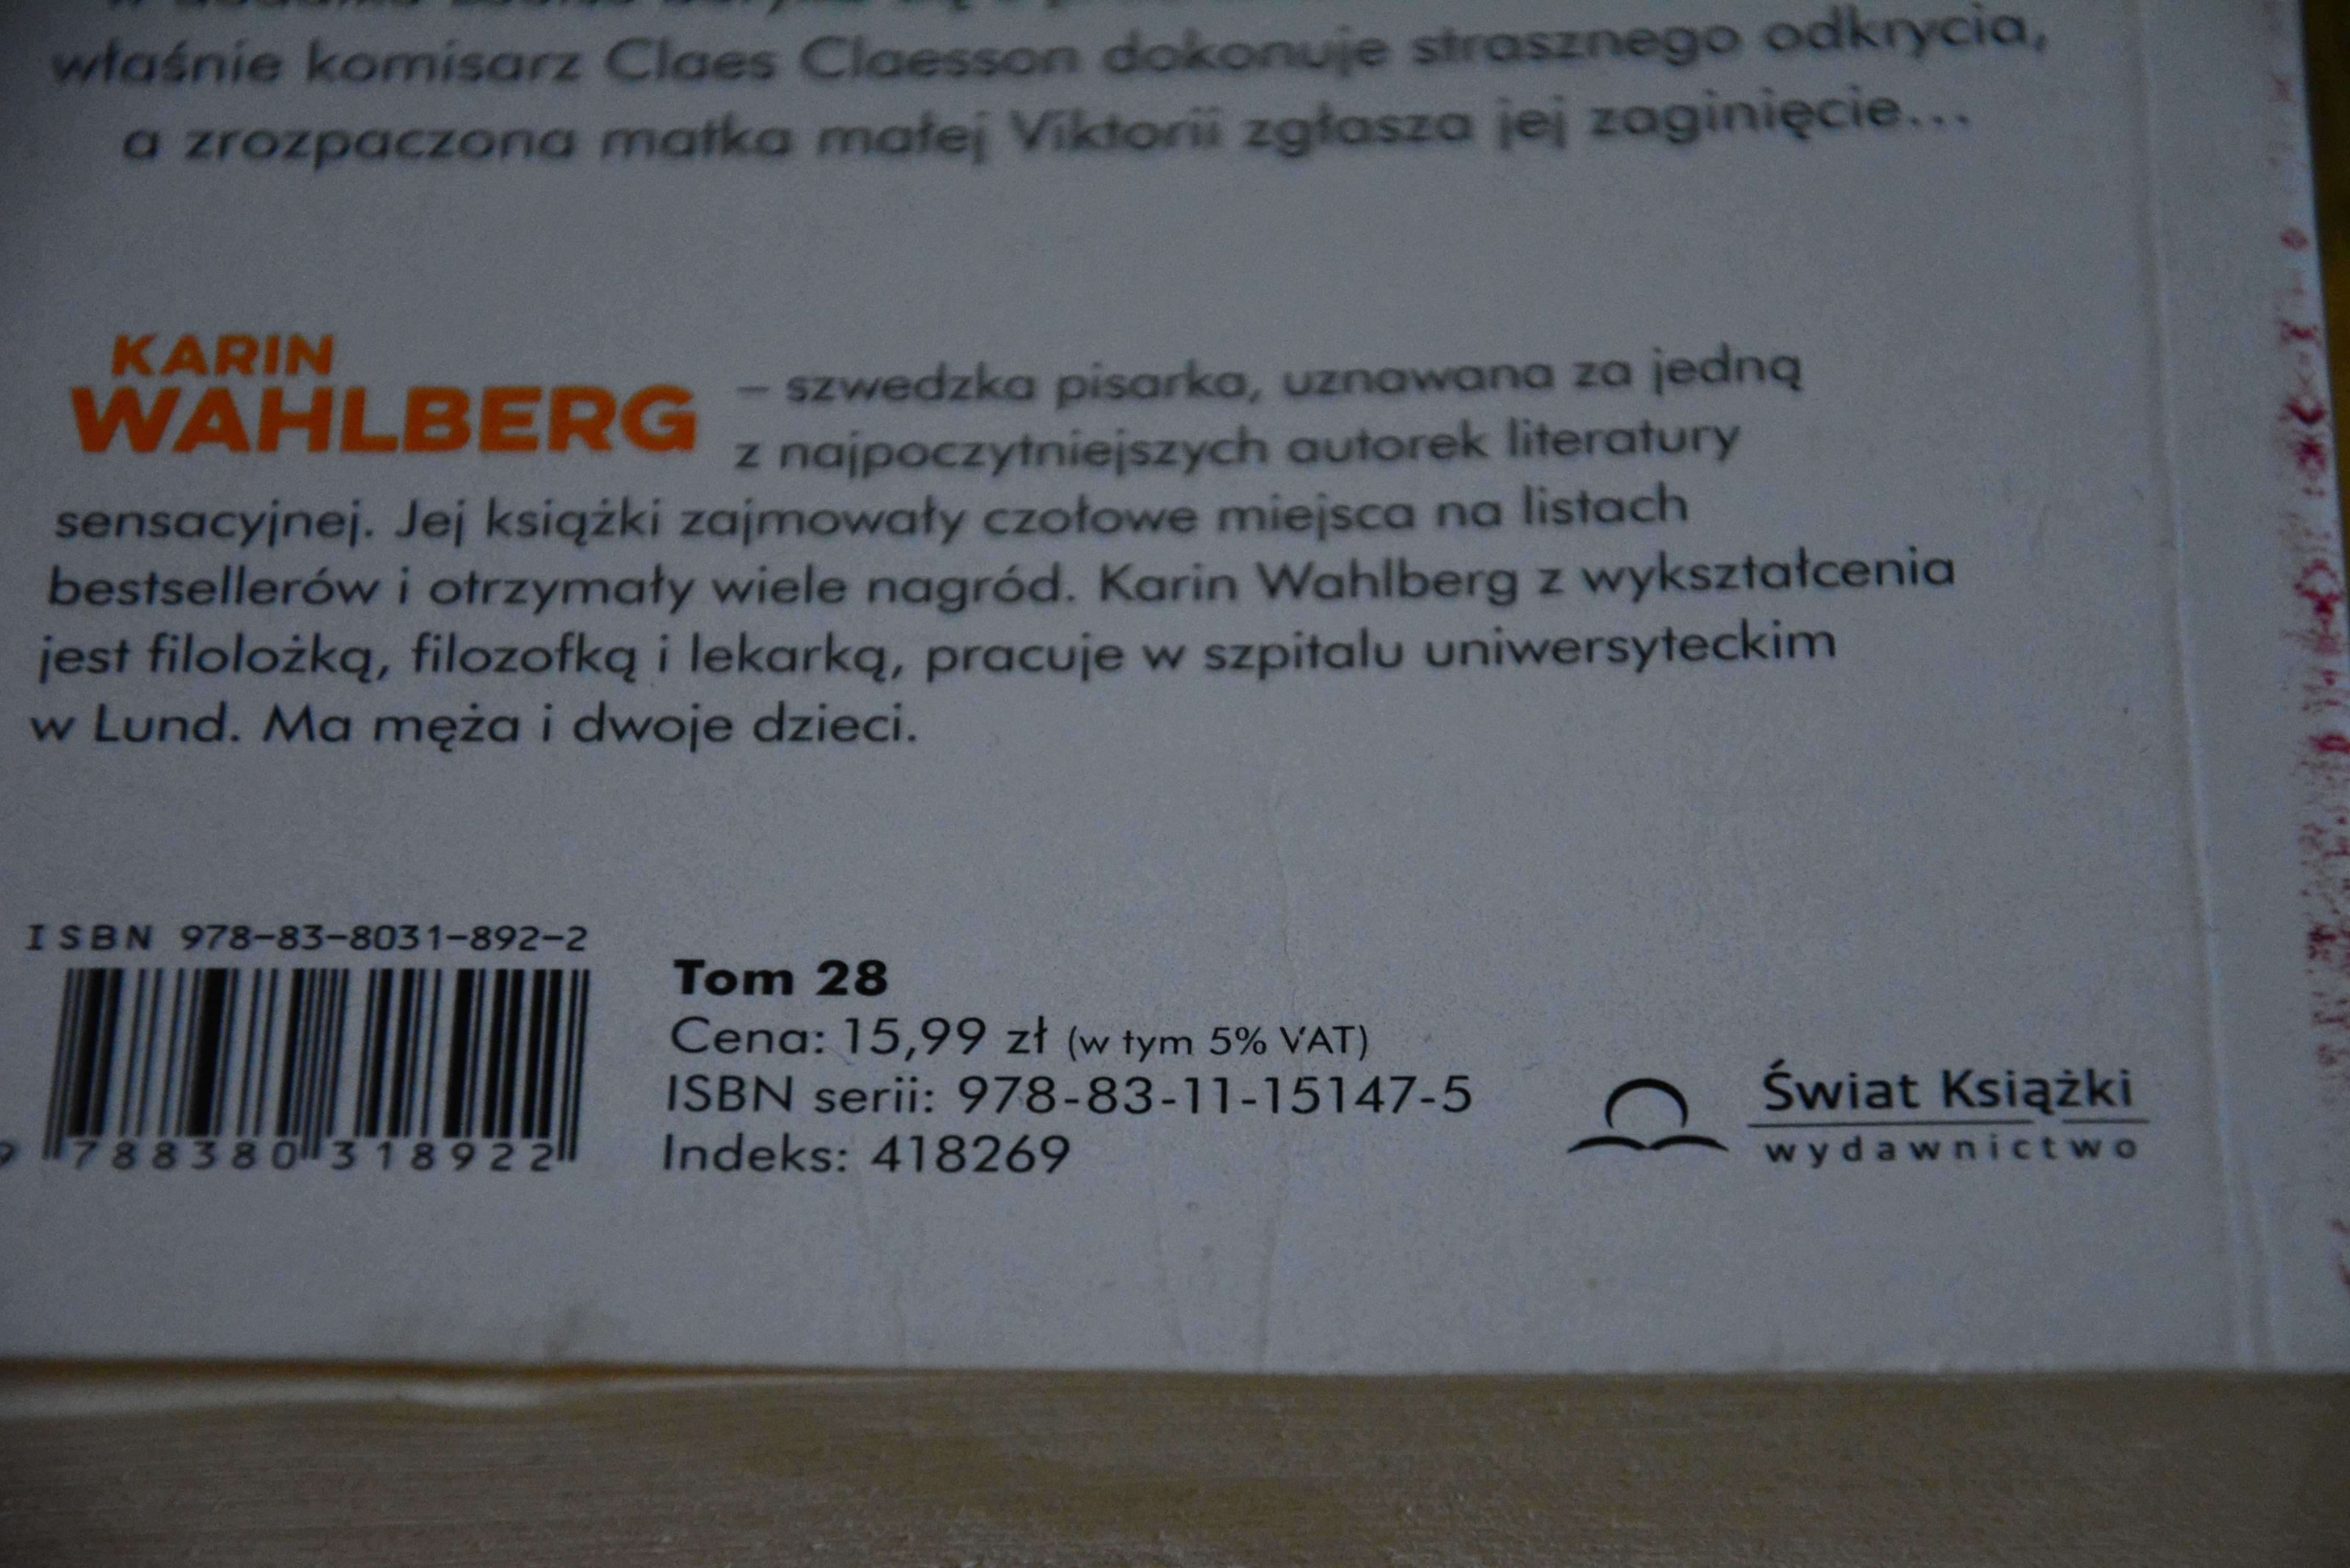 właśnie komisarz Claes Claesson dokonuje strasznego odkrycia,
a zrozpaczona matka małej Viktorii zgłasza jej zaginięcie...
KARIN
WAHLBERG
– szwedzka pisarka, uznawana za jedną
z najpoczytniejszych autorek literatury
sensacyjnej. Jej książki zajmowały czołowe miejsca na listach
bestsellerów i otrzymały wiele nagród. Karin Wahlberg z wykształcenia
jest filolożką, filozofką i lekarką, pracuje w szpitalu uniwersyteckim
w Lund. Ma męża i dwoje dzieci.
ISBN 978-83-8031-892-2
9 788380 318922
Tom 28
Cena: 15,99 zł (w tym 5% VAT)
ISBN serii: 978-83-11-15147-5
Indeks: 418269
Świat Książki
wydawnictwo